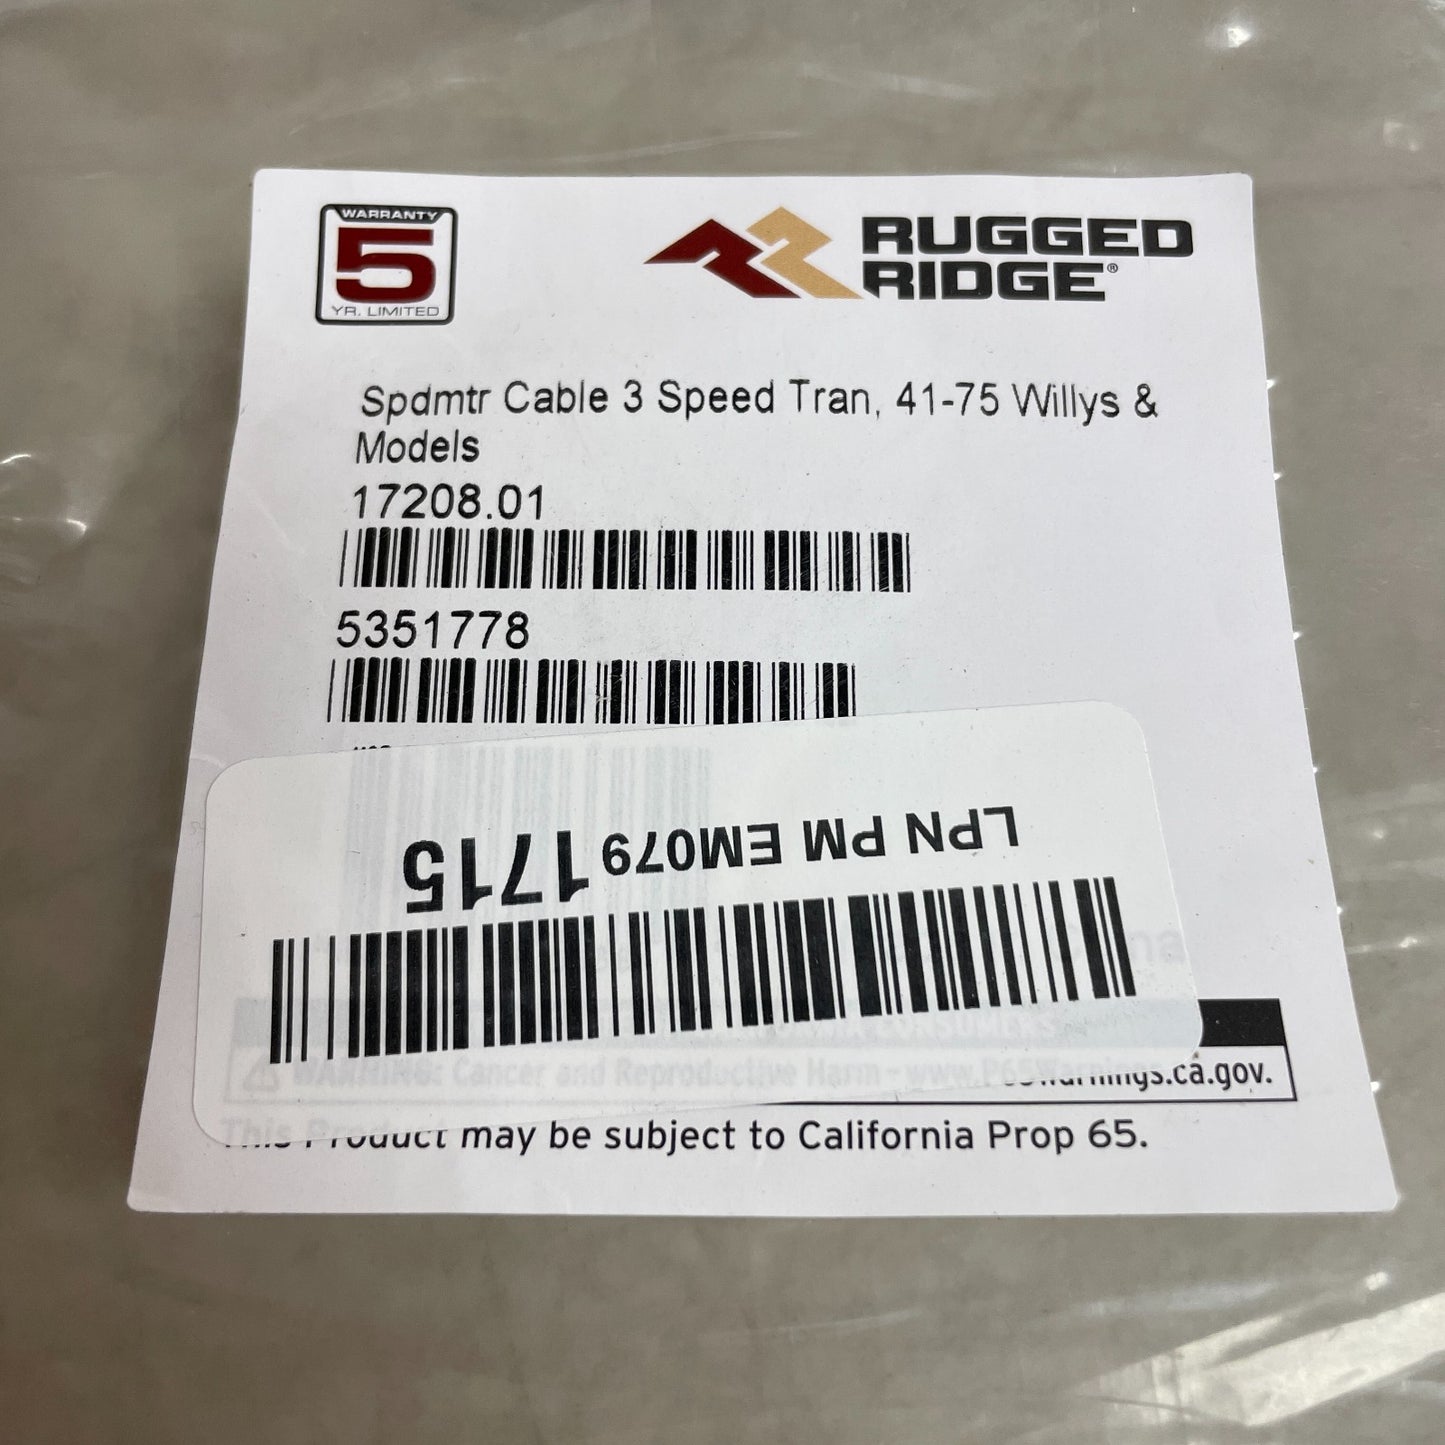 WARRANTY
5
YR. LIMITED
RUGGED
RIDGE®
Spdmtr Cable 3 Speed Tran, 41-75 Willys &
Models
17208.01
5351778
LPN PM EM079 1715
WARNING: Cancer and Reproductive Harm - www.P65Warnings.ca.gov.
This Product may be subject to California Prop 65.